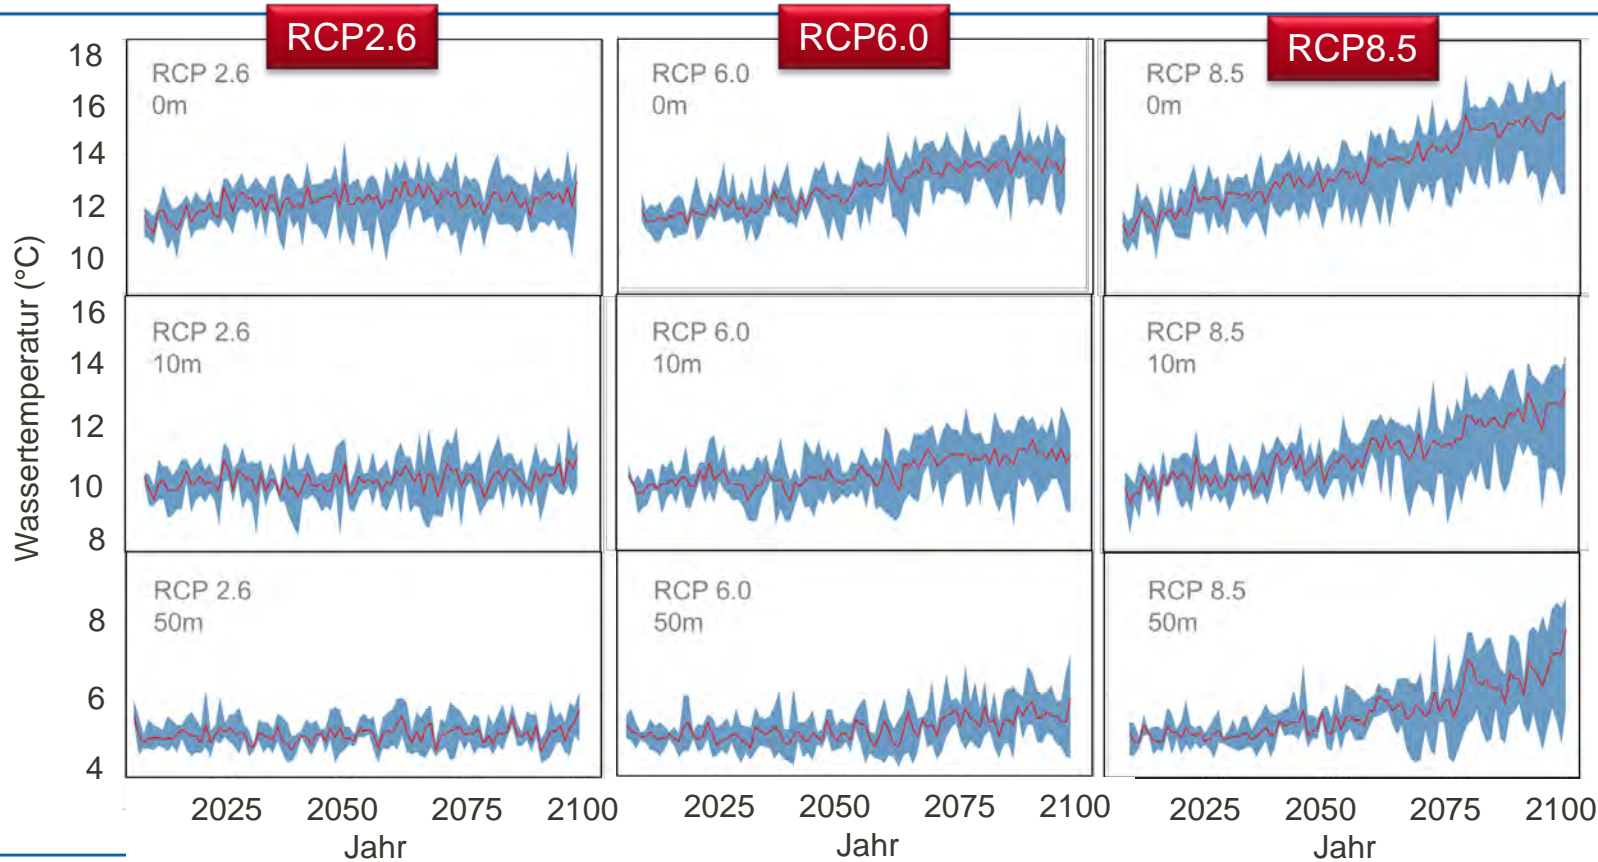 RCP2.6
RCP6.0
RCP8.5
Wassertemperatur (°C)
18
16
14
12
10
RCP 2.6
0m
RCP 6.0
0m
RCP 8.5
0m
16
14
12
10
8
RCP 2.6
10m
RCP 6.0
10m
RCP 8.5
10m
8
6
4
RCP 2.6
50m
RCP 6.0
50m
RCP 8.5
50m
2025 2050 2075 2100
Jahr
2025 2050 2075 2100
Jahr
2025 2050 2075 2100
Jahr